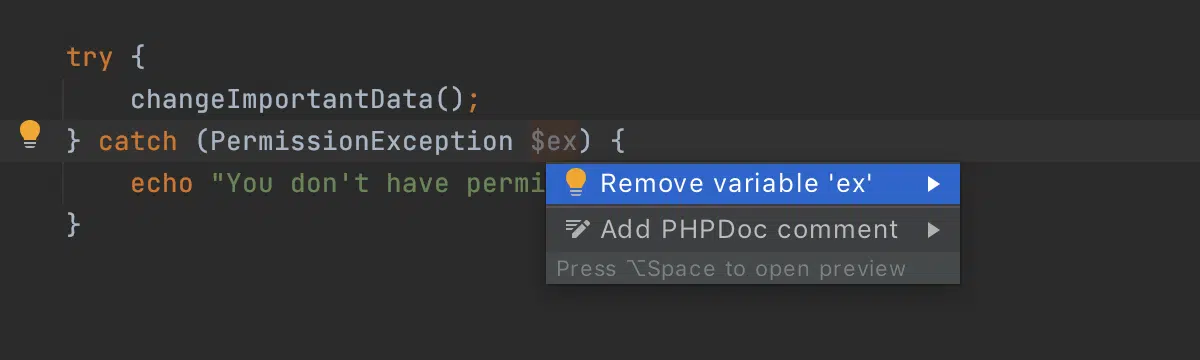 try {
changeImportantData();
} catch (PermissionException $ex) {
echo "You don't have permi
}
Remove variable 'ex'
Add PHPDoc comment
Press ⌥Space to open preview